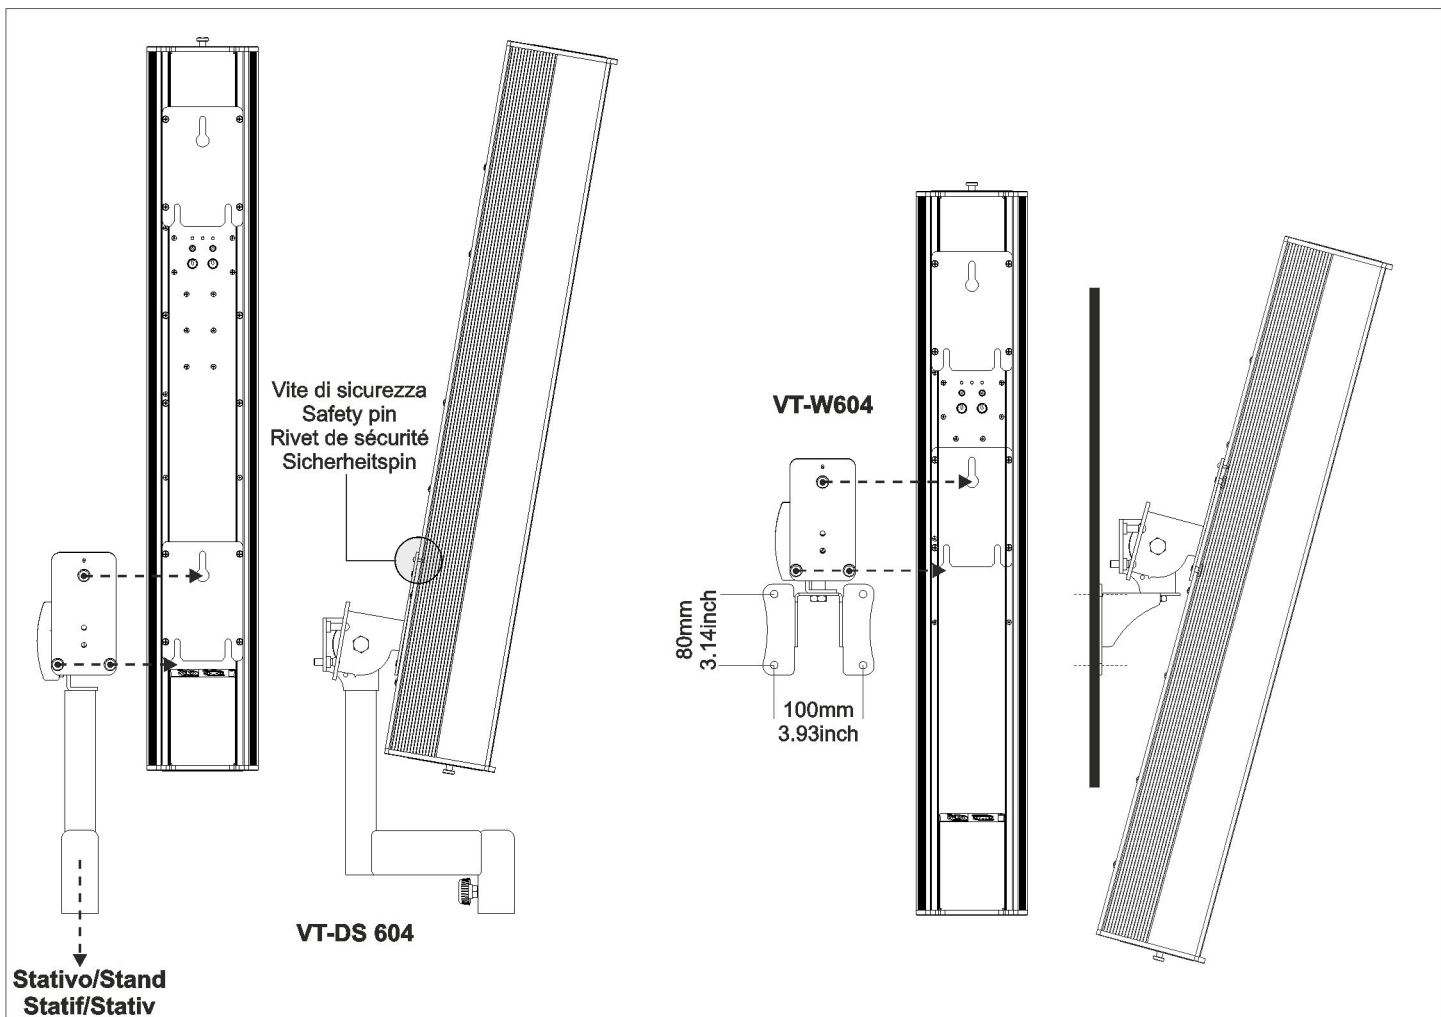 Vite di sicurezza
Safety pin
Rivet de sécurité
Sicherheitspin
VT-DS 604
Stativo/Stand
Statif/Stativ
VT-W604
80mm
3.14inch
100mm
3.93inch